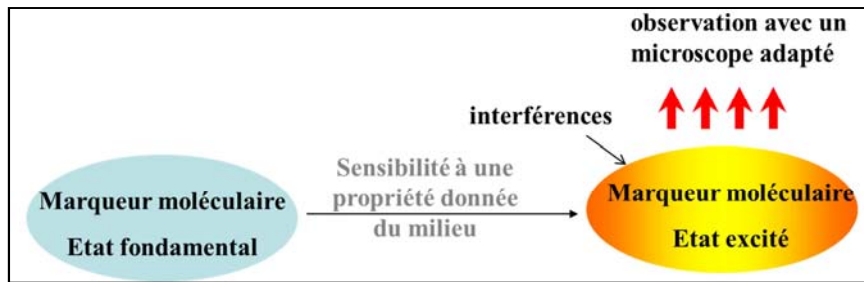 observation avec un
microscope adapté
interférences
Sensibilité à une
propriété donnée
du milieu
Marqueur moléculaire
Etat fondamental
Marqueur moléculaire
Etat excité